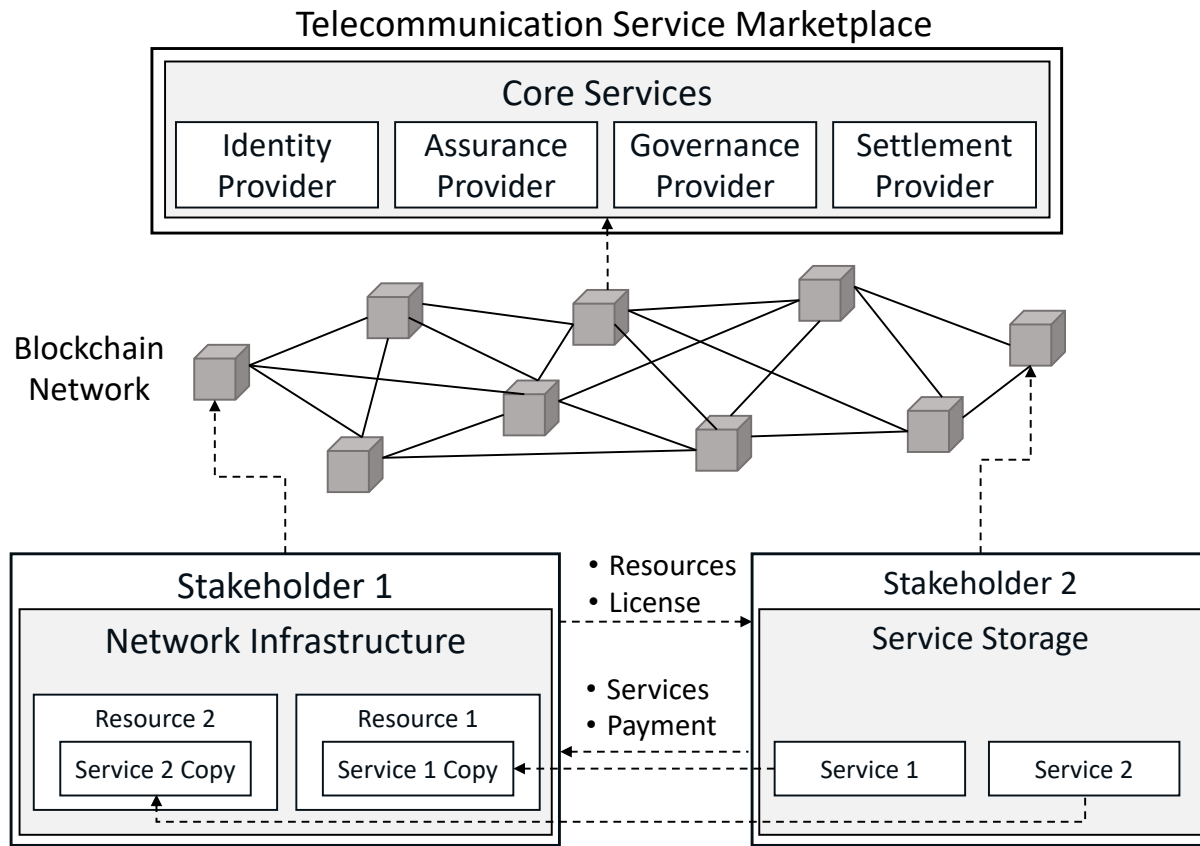 Telecommunication Service Marketplace
Core Services
Identity
Provider
Assurance
Provider
Governance
Provider
Settlement
Provider
Blockchain
Network
Stakeholder 1
Network Infrastructure
Resource 2
Service 2 Copy
Resource 1
Service 1 Copy
• Resources
• License
• Services
• Payment
Stakeholder 2
Service Storage
Service 1
Service 2